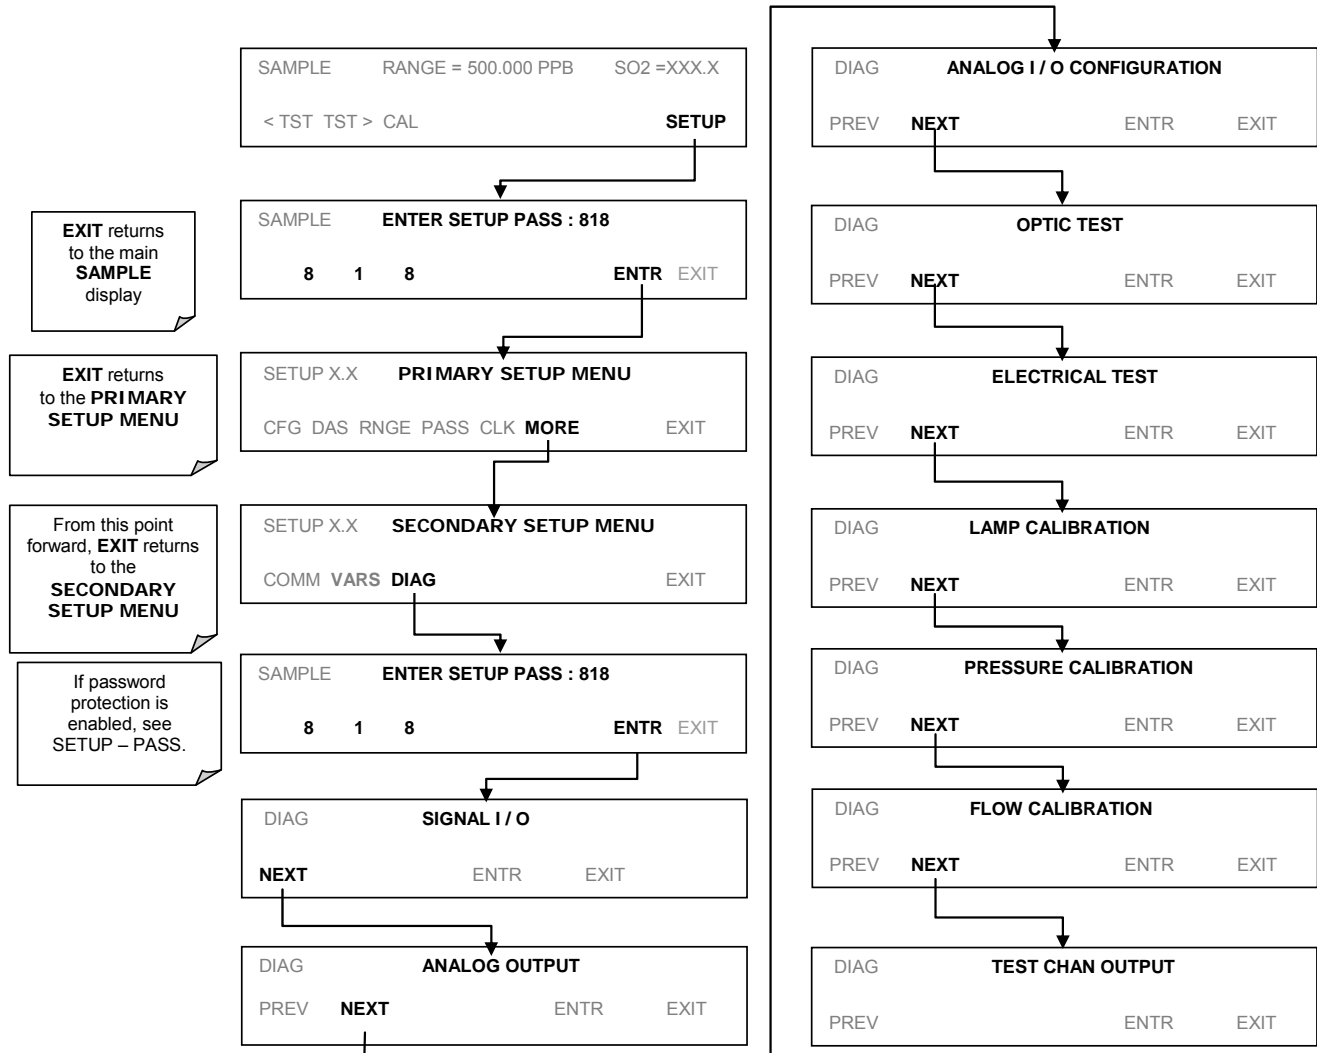 SAMPLE RANGE = 500.000 PPB SO2 =XXX.X
< TST TST > CAL SETUP
EXIT returns
to the main
SAMPLE
display
SAMPLE ENTER SETUP PASS : 818
8 1 8 ENTR EXIT
EXIT returns
to the PRIMARY
SETUP MENU
SETUP X.X PRIMARY SETUP MENU
CFG DAS RNGE PASS CLK MORE EXIT
From this point
forward, EXIT returns
to the
SECONDARY
SETUP MENU
SETUP X.X SECONDARY SETUP MENU
COMM VARS DIAG EXIT
If password
protection is
enabled, see
SETUP – PASS.
SAMPLE ENTER SETUP PASS : 818
8 1 8 ENTR EXIT
DIAG SIGNAL I / O
NEXT ENTR EXIT
DIAG ANALOG OUTPUT
PREV NEXT ENTR EXIT
DIAG ANALOG I / O CONFIGURATION
PREV NEXT ENTR EXIT
DIAG OPTIC TEST
PREV NEXT ENTR EXIT
DIAG ELECTRICAL TEST
PREV NEXT ENTR EXIT
DIAG LAMP CALIBRATION
PREV NEXT ENTR EXIT
DIAG PRESSURE CALIBRATION
PREV NEXT ENTR EXIT
DIAG FLOW CALIBRATION
PREV NEXT ENTR EXIT
DIAG TEST CHAN OUTPUT
PREV ENTR EXIT